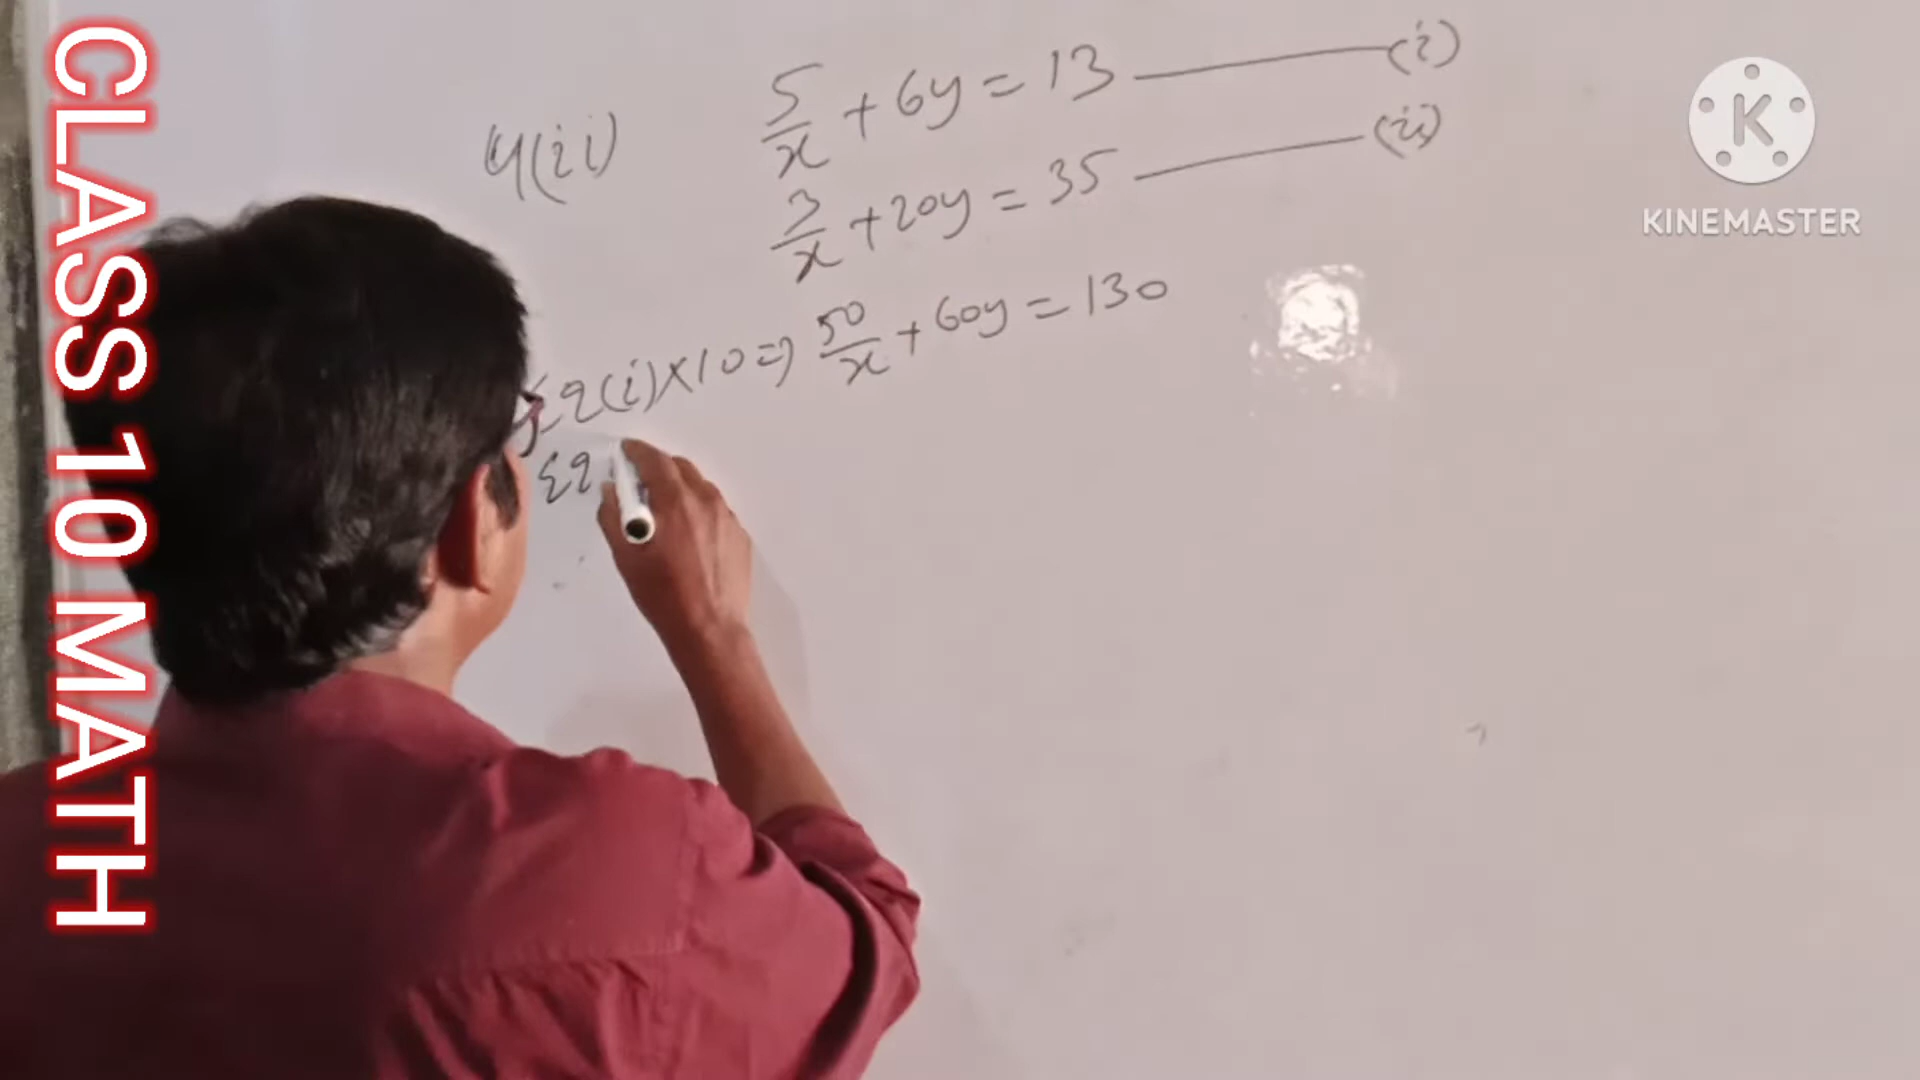 CLASS 10 MATH
4(ii) 5/x + 6y = 13 (i)
3/x + 20y = 35 (ii)
Eq(i)×10 => 50/x + 60y = 130
Eq
K
KINEMASTER